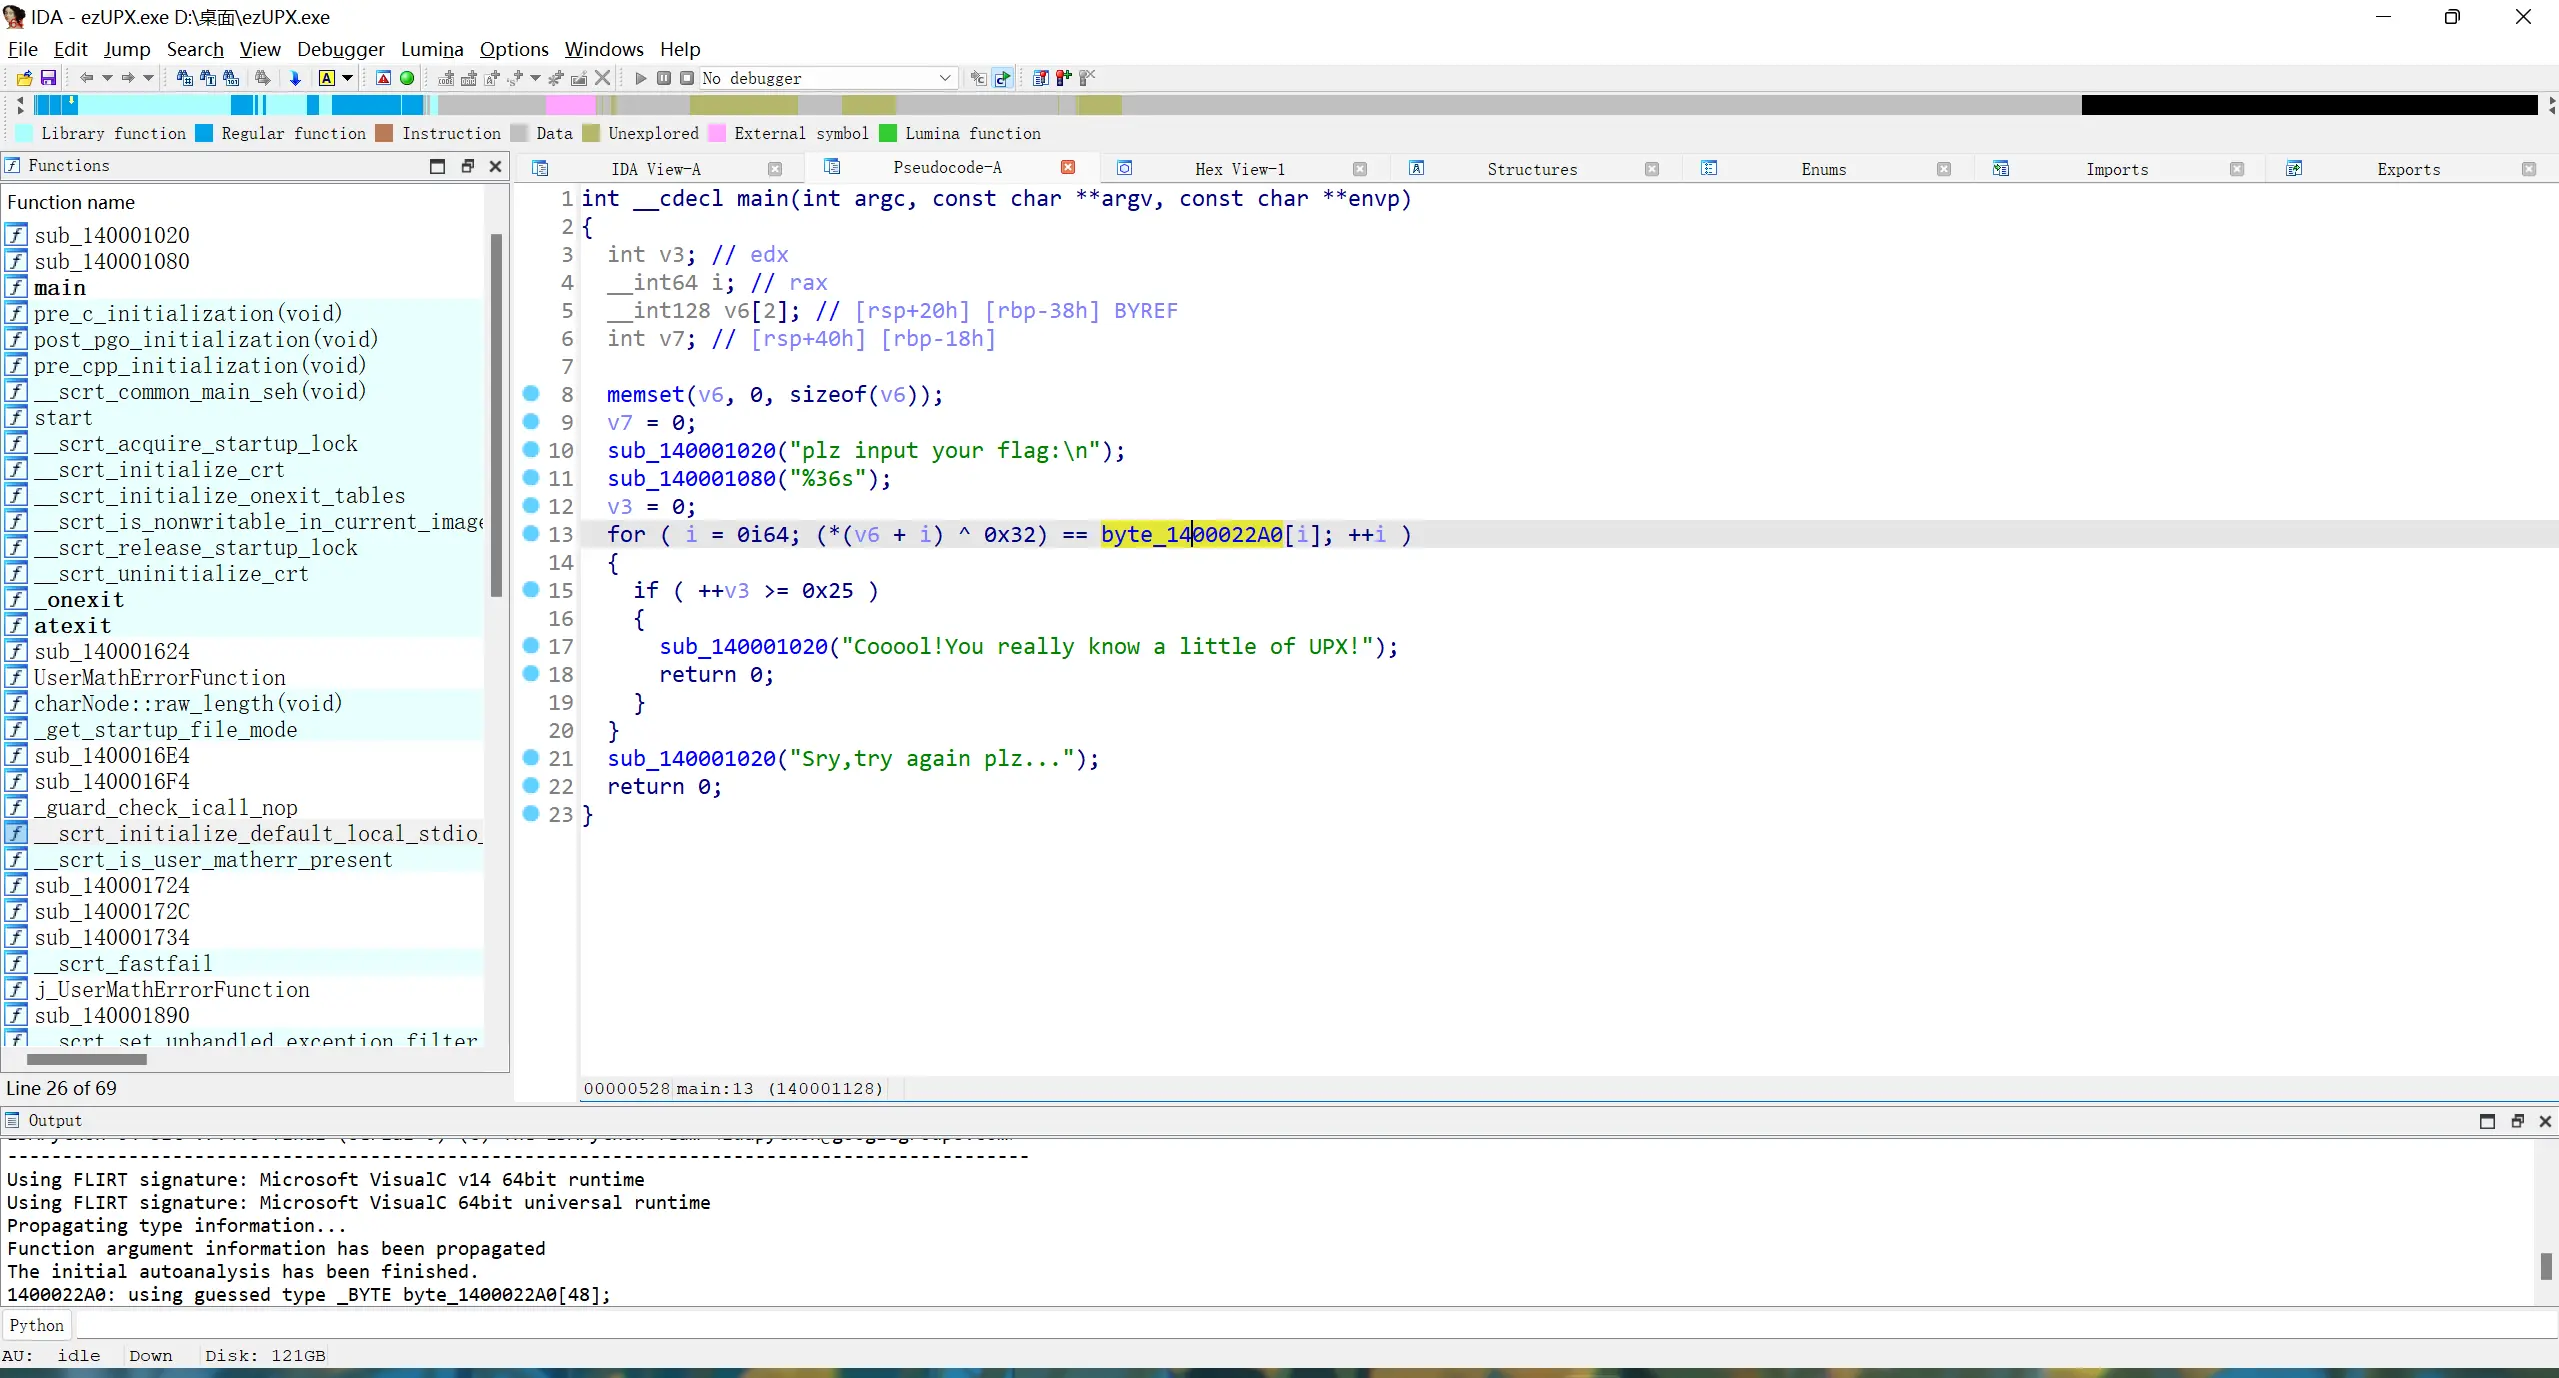 IDA - ezUPX.exe D:\桌面\ezUPX.exe
File Edit Jump Search View Debugger Lumina Options Windows Help
No debugger
Library function Regular function Instruction Data Unexplored External symbol Lumina function
Functions
IDA View-A Pseudocode-A Hex View-1 Structures Enums Imports Exports
Function name
sub_140001020
sub_140001080
main
pre_c_initialization(void)
post_pgo_initialization(void)
pre_cpp_initialization(void)
__scrt_common_main_seh(void)
start
__scrt_acquire_startup_lock
__scrt_initialize_crt
__scrt_initialize_onexit_tables
__scrt_is_nonwritable_in_current_image
__scrt_release_startup_lock
__scrt_uninitialize_crt
_onexit
atexit
sub_140001624
UserMathErrorFunction
charNode::raw_length(void)
_get_startup_file_mode
sub_1400016E4
sub_1400016F4
_guard_check_icall_nop
__scrt_initialize_default_local_stdio_
__scrt_is_user_matherr_present
sub_140001724
sub_14000172C
sub_140001734
__scrt_fastfail
j_UserMathErrorFunction
sub_140001890
__scrt_set_unhandled_exception_filter
Line 26 of 69
1 int __cdecl main(int argc, const char **argv, const char **envp)
2 {
3 int v3; // edx
4 __int64 i; // rax
5 __int128 v6[2]; // [rsp+20h] [rbp-38h] BYREF
6 int v7; // [rsp+40h] [rbp-18h]
7
8 memset(v6, 0, sizeof(v6));
9 v7 = 0;
10 sub_140001020("plz input your flag:\n");
11 sub_140001080("%36s");
12 v3 = 0;
13 for ( i = 0i64; (*(v6 + i) ^ 0x32) == byte_1400022A0[i]; ++i )
14 {
15 if ( ++v3 >= 0x25 )
16 {
17 sub_140001020("Cooool!You really know a little of UPX!");
18 return 0;
19 }
20 }
21 sub_140001020("Sry,try again plz...");
22 return 0;
23 }
00000528 main:13 (140001128)
Output
--------------------------------------------------------------------------------------------
Using FLIRT signature: Microsoft VisualC v14 64bit runtime
Using FLIRT signature: Microsoft VisualC 64bit universal runtime
Propagating type information...
Function argument information has been propagated
The initial autoanalysis has been finished.
1400022A0: using guessed type _BYTE byte_1400022A0[48];
Python
AU: idle Down Disk: 121GB